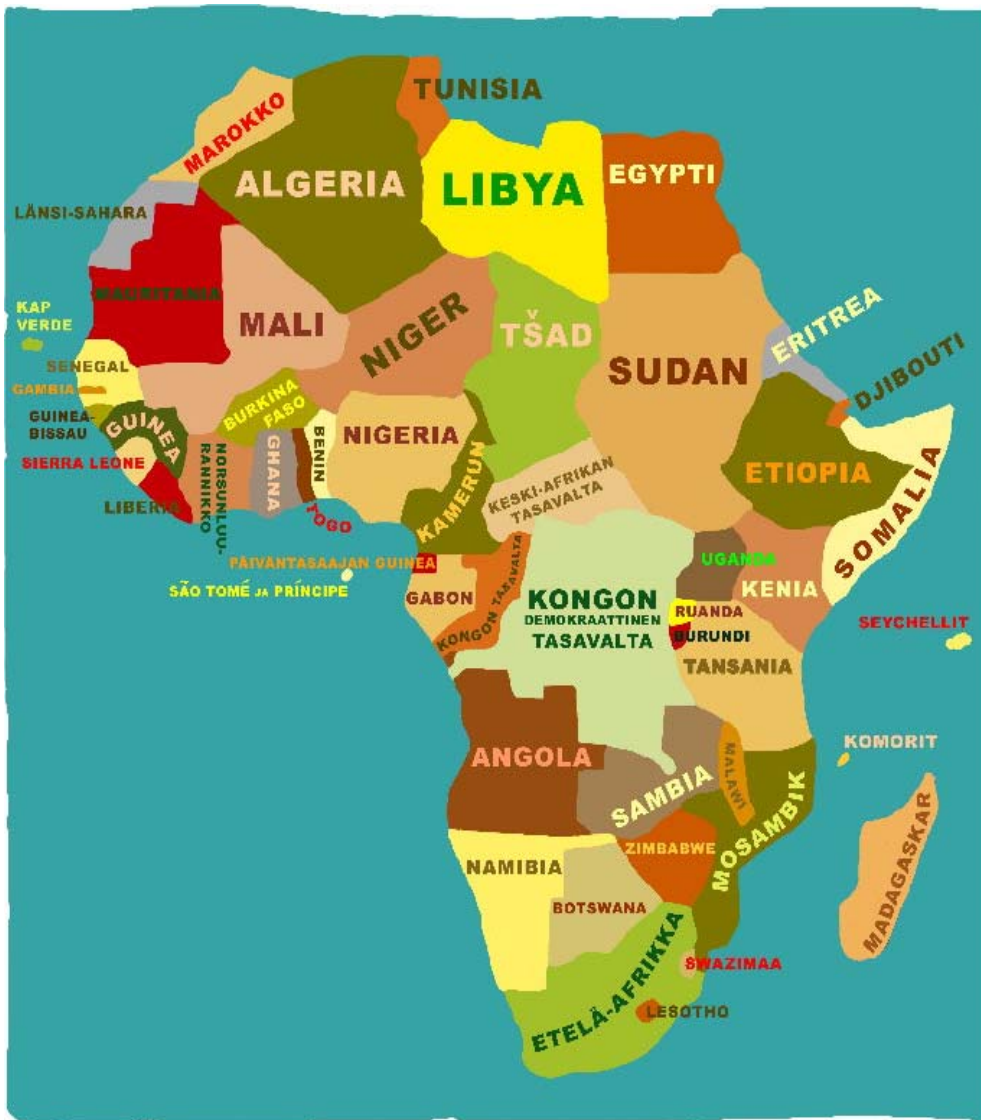 TUNISIA
MAROKKO
ALGERIA
LIBYA
EGYPTI
LÄNSI-SAHARA
MAURITANIA
KAP
VERDE
MALI
NIGER
TŠAD
SUDAN
ERITREA
DJIBOUTI
SENEGAL
GAMBIA
GUINEA-
BISSAU
GUINEA
BURKINA
FASO
NIGERIA
BENIN
GHANA
NORSUNLUU-
RANNIKKO
SIERRA LEONE
LIBERIA
TOGO
KAMERUN
KESKI-AFRIKAN
TASAVALTA
ETIOPIA
SOMALIA
PÄIVÄNTASAAJAN GUINEA
SÃO TOMÉ JA PRÍNCIPE
GABON
KONGON TASAVALTA
KONGON
DEMOKRAATTINEN
TASAVALTA
UGANDA
KENIA
RUANDA
BURUNDI
TANSANIA
SEYCHELLIT
ANGOLA
SAMBIA
MALAWI
KOMORIT
MOSAMBIK
MADAGASKAR
NAMIBIA
ZIMBABWE
BOTSWANA
ETELÄ-AFRIKKA
SWAZIMAA
LESOTHO